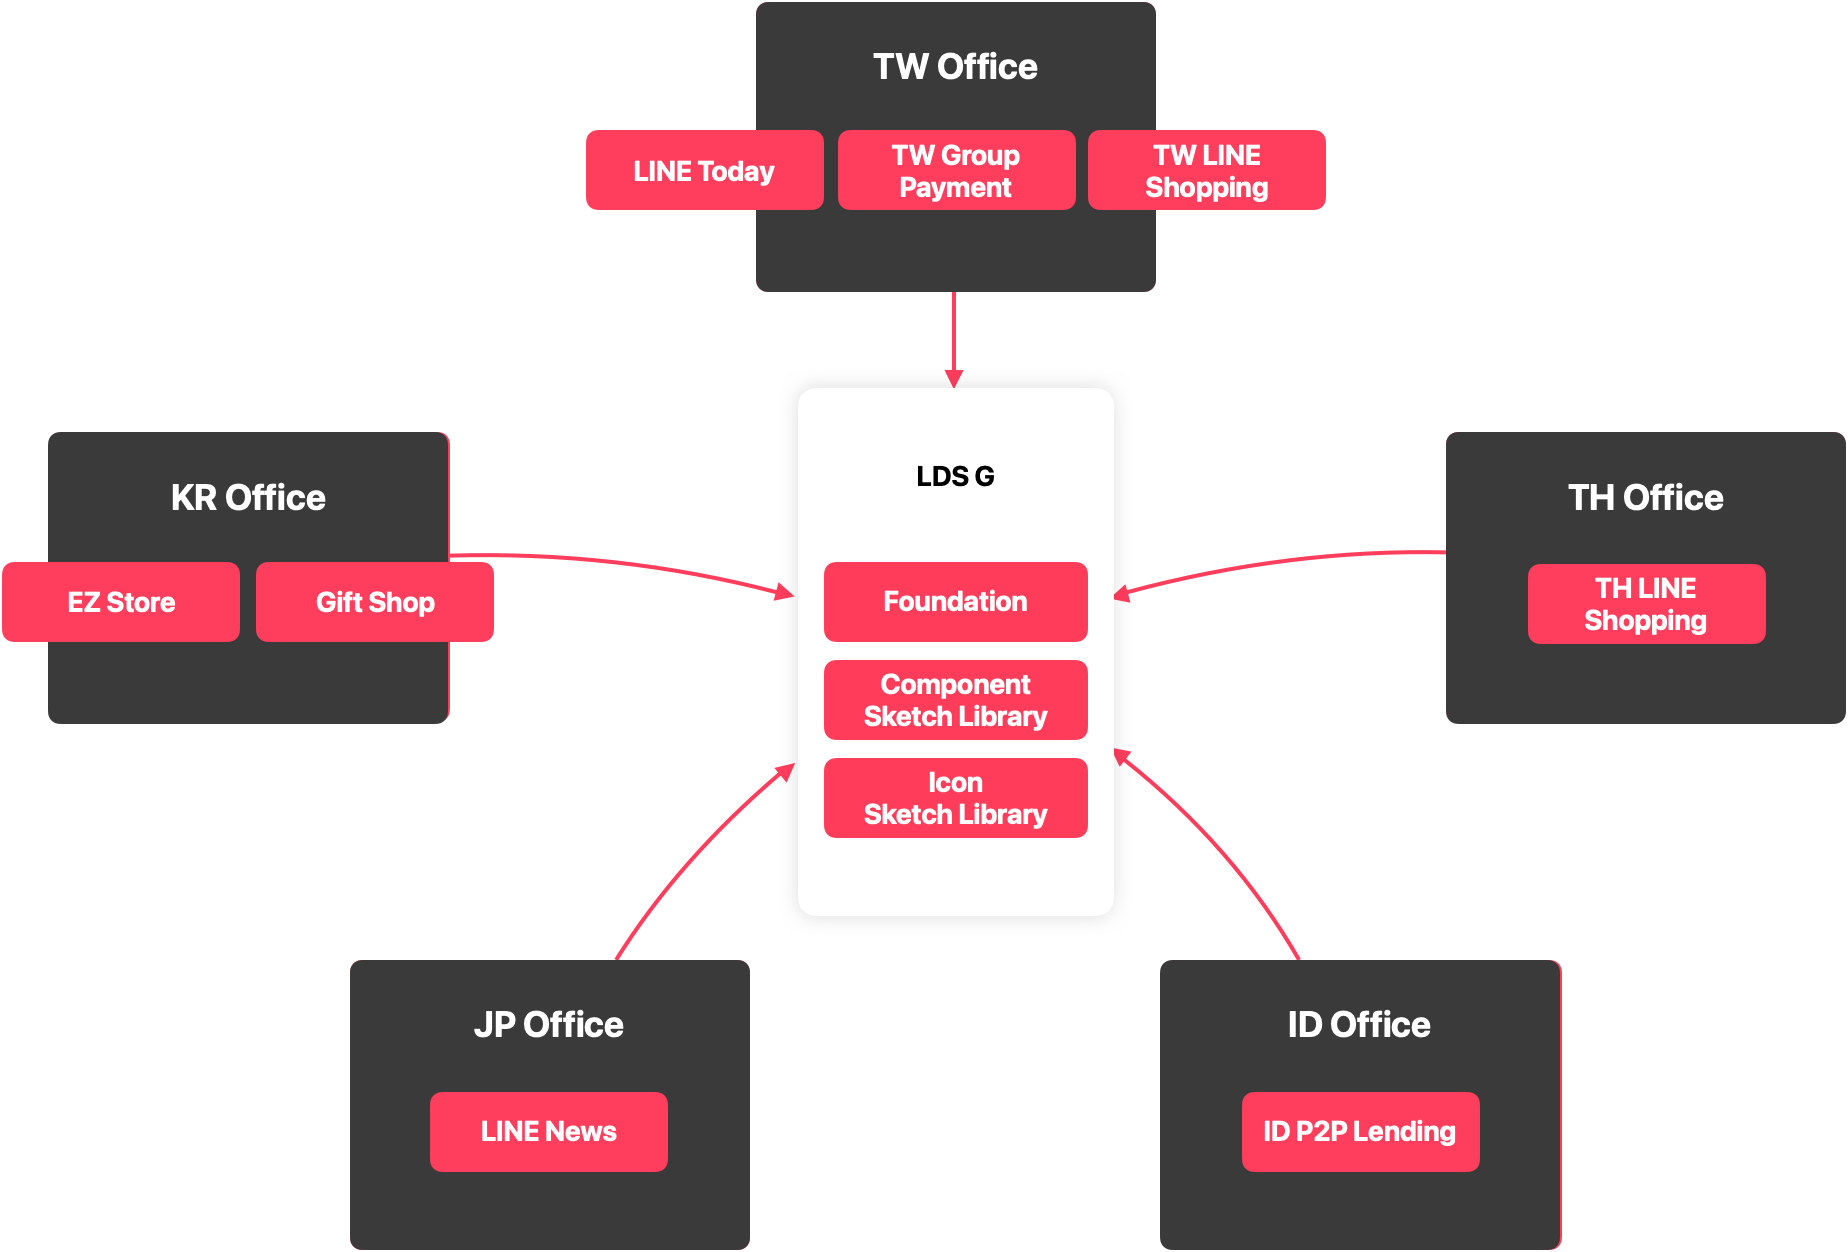 TW Office
LINE Today
TW Group
Payment
TW LINE
Shopping
KR Office
EZ Store
Gift Shop
LDS G
Foundation
Component
Sketch Library
Icon
Sketch Library
TH Office
TH LINE
Shopping
JP Office
LINE News
ID Office
ID P2P Lending